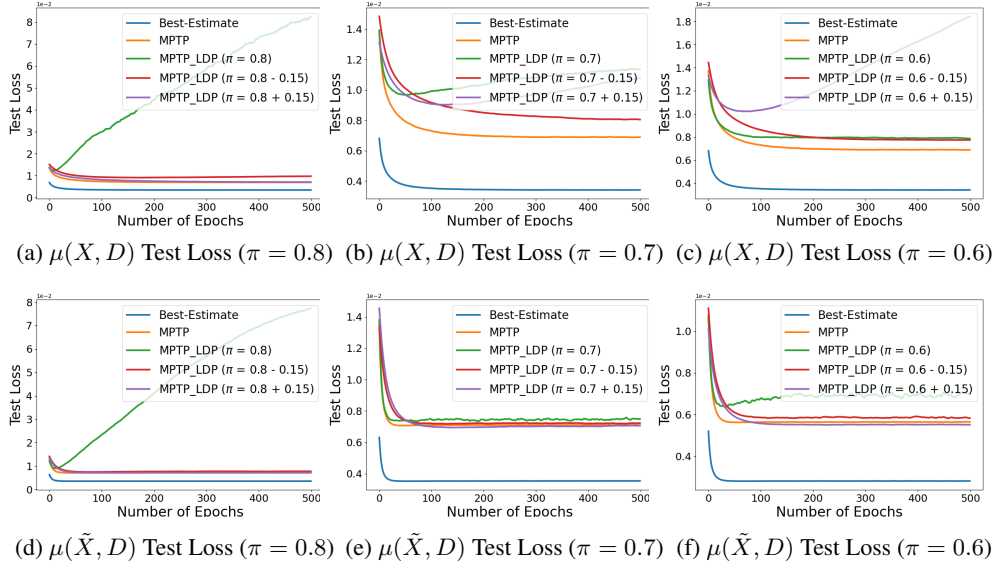 1e-2
8
7
6
5
4
3
2
1
0
Test Loss
Best-Estimate
MPTP
MPTP_LDP (π = 0.8)
MPTP_LDP (π = 0.8 - 0.15)
MPTP_LDP (π = 0.8 + 0.15)
0 100 200 300 400 500
Number of Epochs
(a) μ(X, D) Test Loss (π = 0.8)
1e-2
1.4
1.2
1.0
0.8
0.6
0.4
Test Loss
Best-Estimate
MPTP
MPTP_LDP (π = 0.7)
MPTP_LDP (π = 0.7 - 0.15)
MPTP_LDP (π = 0.7 + 0.15)
0 100 200 300 400 500
Number of Epochs
(b) μ(X, D) Test Loss (π = 0.7)
1e-2
1.8
1.6
1.4
1.2
1.0
0.8
0.6
0.4
Test Loss
Best-Estimate
MPTP
MPTP_LDP (π = 0.6)
MPTP_LDP (π = 0.6 - 0.15)
MPTP_LDP (π = 0.6 + 0.15)
0 100 200 300 400 500
Number of Epochs
(c) μ(X, D) Test Loss (π = 0.6)
1e-2
8
7
6
5
4
3
2
1
0
Test Loss
Best-Estimate
MPTP
MPTP_LDP (π = 0.8)
MPTP_LDP (π = 0.8 - 0.15)
MPTP_LDP (π = 0.8 + 0.15)
0 100 200 300 400 500
Number of Epochs
(d) μ(X̃, D) Test Loss (π = 0.8)
1e-2
1.4
1.2
1.0
0.8
0.6
0.4
Test Loss
Best-Estimate
MPTP
MPTP_LDP (π = 0.7)
MPTP_LDP (π = 0.7 - 0.15)
MPTP_LDP (π = 0.7 + 0.15)
0 100 200 300 400 500
Number of Epochs
(e) μ(X̃, D) Test Loss (π = 0.7)
1e-2
1.0
0.8
0.6
0.4
Test Loss
Best-Estimate
MPTP
MPTP_LDP (π = 0.6)
MPTP_LDP (π = 0.6 - 0.15)
MPTP_LDP (π = 0.6 + 0.15)
0 100 200 300 400 500
Number of Epochs
(f) μ(X̃, D) Test Loss (π = 0.6)